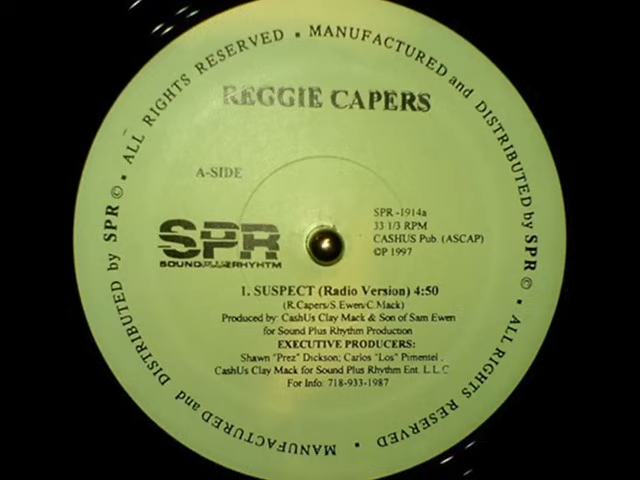 MANUFACTURED and DISTRIBUTED by SPR © ▪ ALL RIGHTS RESERVED ▪ MANUFACTURED and DISTRIBUTED by SPR © ▪ ALL RIGHTS RESERVED ▪
REGGIE CAPERS
A-SIDE
SPR
SOUNDPLUSRHYHTM
SPR-1914a
33 1/3 RPM
CASHUS Pub. (ASCAP)
©P 1997
1. SUSPECT (Radio Version) 4:50
(R.Capers/S.Ewen/C.Mack)
Produced by: CashUs Clay Mack & Son of Sam Ewen
for Sound Plus Rhythm Production
EXECUTIVE PRODUCERS:
Shawn "Prez" Dickson; Carlos "Los" Pimentel ,
CashUs Clay Mack for Sound Plus Rhythm Ent. L.L.C
For Info: 718-933-1987